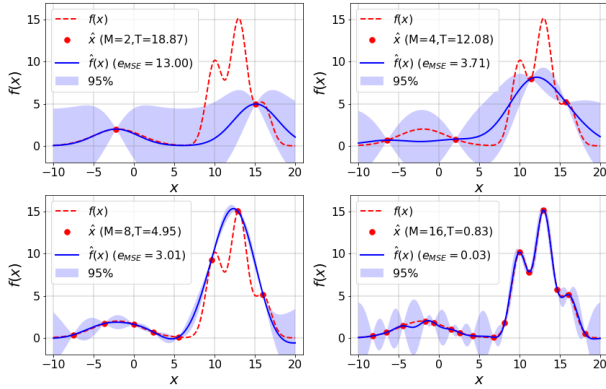 15
10
5
0
f(x)
f(x)
x̂ (M=2,T=18.87)
f̂(x) (e_MSE = 13.00)
95%
−10 −5 0 5 10 15 20
x
15
10
5
0
f(x)
f(x)
x̂ (M=4,T=12.08)
f̂(x) (e_MSE = 3.71)
95%
−10 −5 0 5 10 15 20
x
15
10
5
0
f(x)
f(x)
x̂ (M=8,T=4.95)
f̂(x) (e_MSE = 3.01)
95%
−10 −5 0 5 10 15 20
x
15
10
5
0
f(x)
f(x)
x̂ (M=16,T=0.83)
f̂(x) (e_MSE = 0.03)
95%
−10 −5 0 5 10 15 20
x